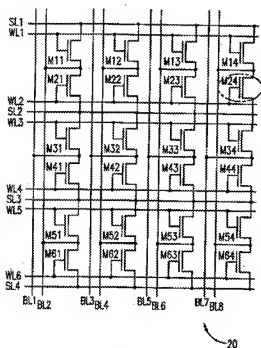 SL1
WL1
M11 M12 M13 M14
M21 M22 M23 M24
WL2
SL2
WL3
M31 M32 M33 M34
M41 M42 M43 M44
WL4
SL3
WL5
M51 M52 M53 M54
M61 M62 M63 M64
WL6
SL4
BL1 BL2 BL3 BL4 BL5 BL6 BL7 BL8
20